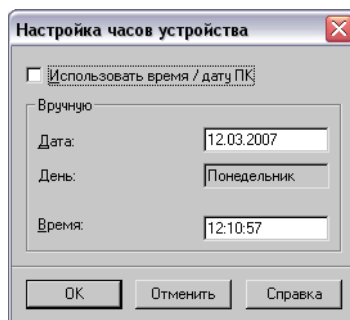 Настройка часов устройства
Использовать время / дату ПК
Вручную
Дата: 12.03.2007
День: Понедельник
Время: 12:10:57
OK Отменить Справка